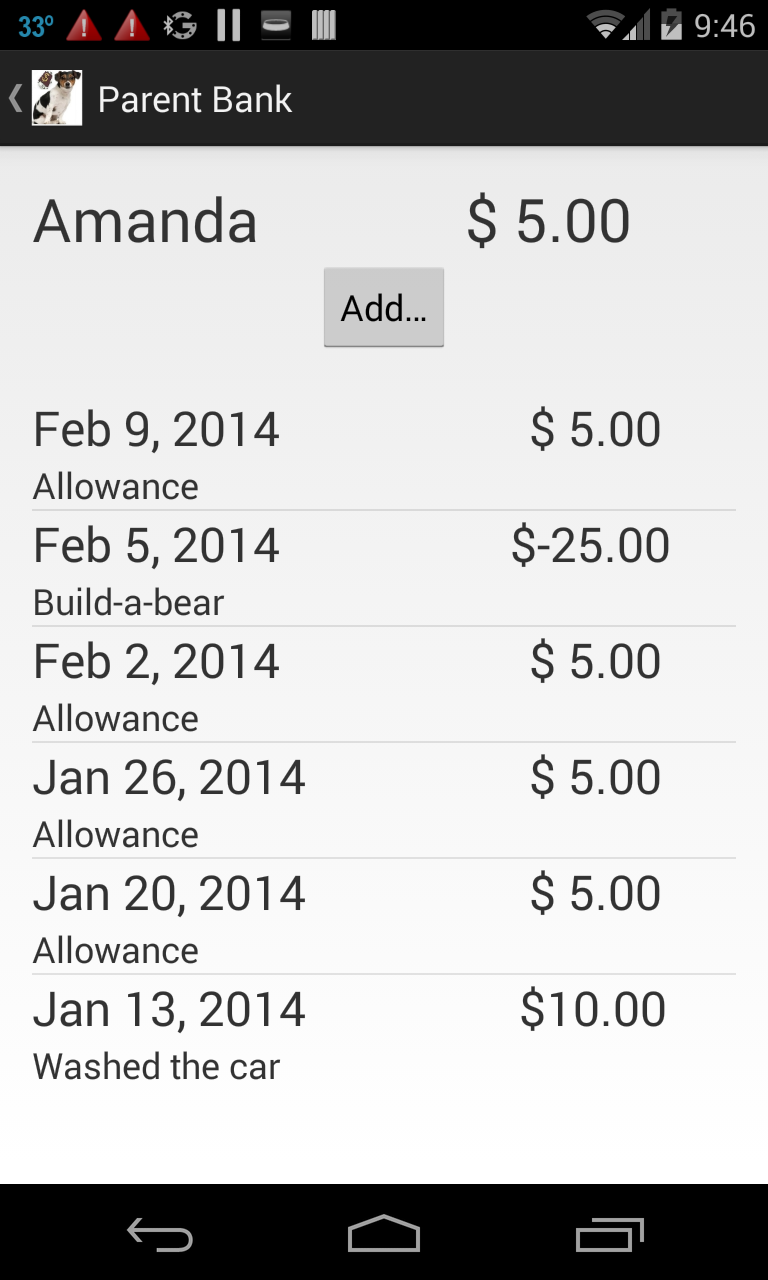 33° 9:46
Parent Bank
Amanda $ 5.00
Add...
Feb 9, 2014 $ 5.00
Allowance
Feb 5, 2014 $-25.00
Build-a-bear
Feb 2, 2014 $ 5.00
Allowance
Jan 26, 2014 $ 5.00
Allowance
Jan 20, 2014 $ 5.00
Allowance
Jan 13, 2014 $10.00
Washed the car